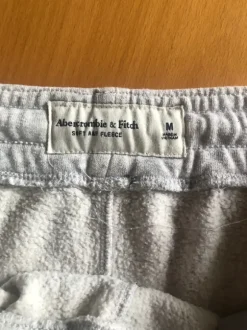 Abercrombie & Fitch
SOFT A&F FLEECE
M